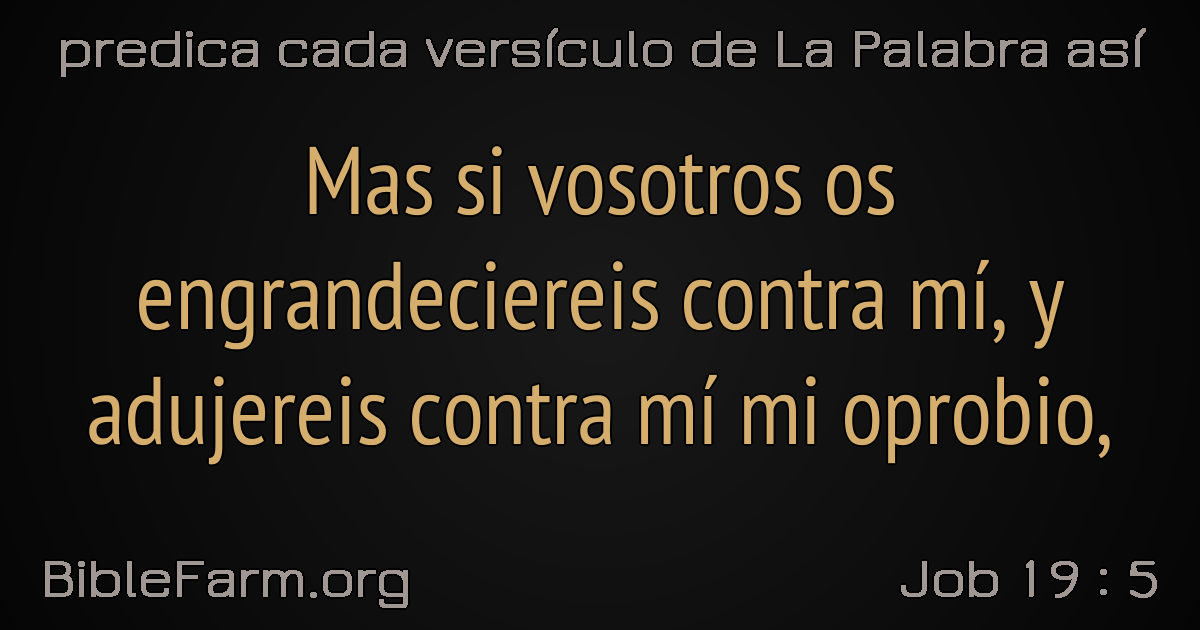 predica cada versículo de La Palabra así
Mas si vosotros os
engrandeciereis contra mí, y
adujereis contra mí mi oprobio,
BibleFarm.org
Job 19 : 5